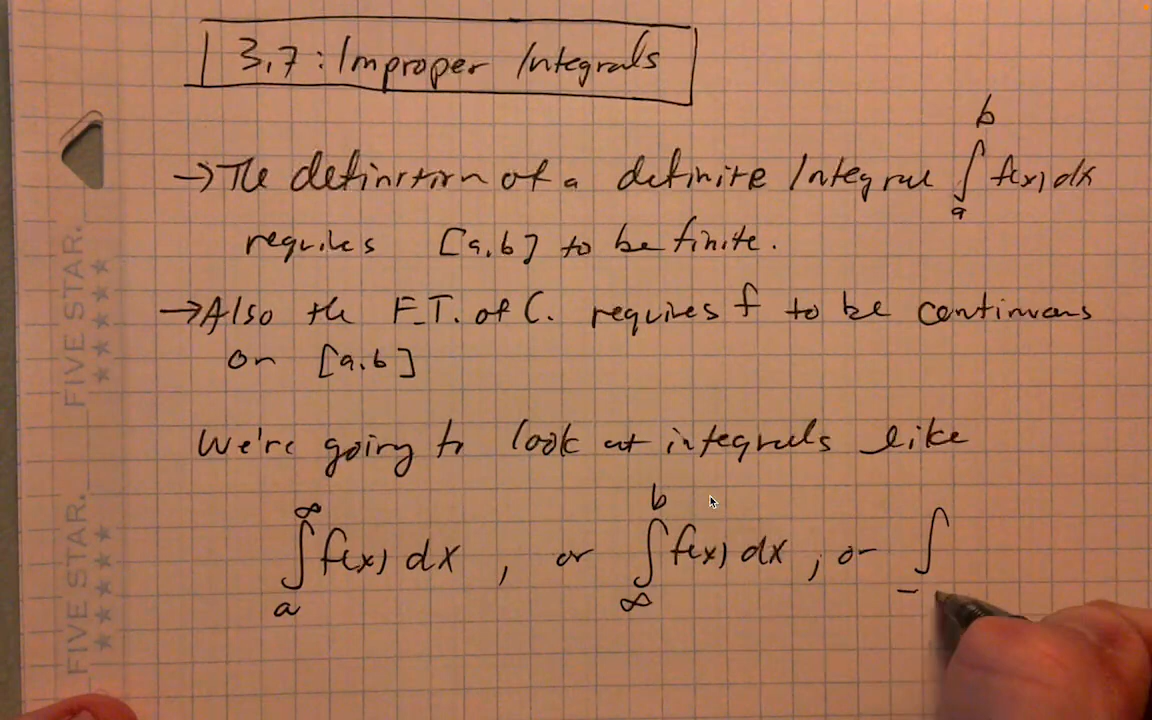 3.7: Improper Integrals
→ The definition of a definite Integral ∫_a^b f(x) dx
requires [a,b] to be finite.
→ Also the F.T. of C. requires f to be continuous
on [a,b]
We're going to look at integrals like
∫_a^∞ f(x) dx, or ∫_∞^b f(x) dx, or ∫_-
FIVE STAR.
FIVE STAR.